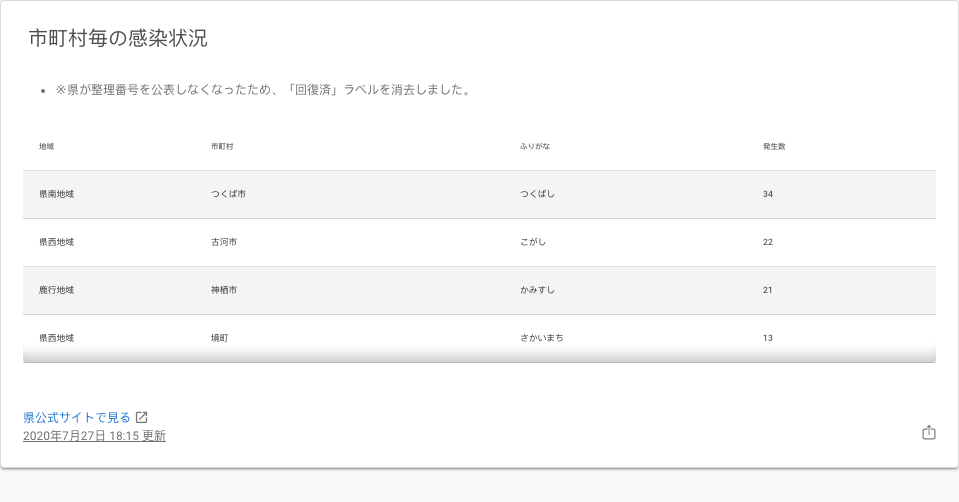 市町村毎の感染状況
• ※県が整理番号を公表しなくなったため、「回復済」ラベルを消去しました。
地域 市町村 ふりがな 発生数
県南地域 つくば市 つくばし 34
県西地域 古河市 こがし 22
鹿行地域 神栖市 かみすし 21
県西地域 境町 さかいまち 13
県公式サイトで見る
2020年7月27日 18:15 更新